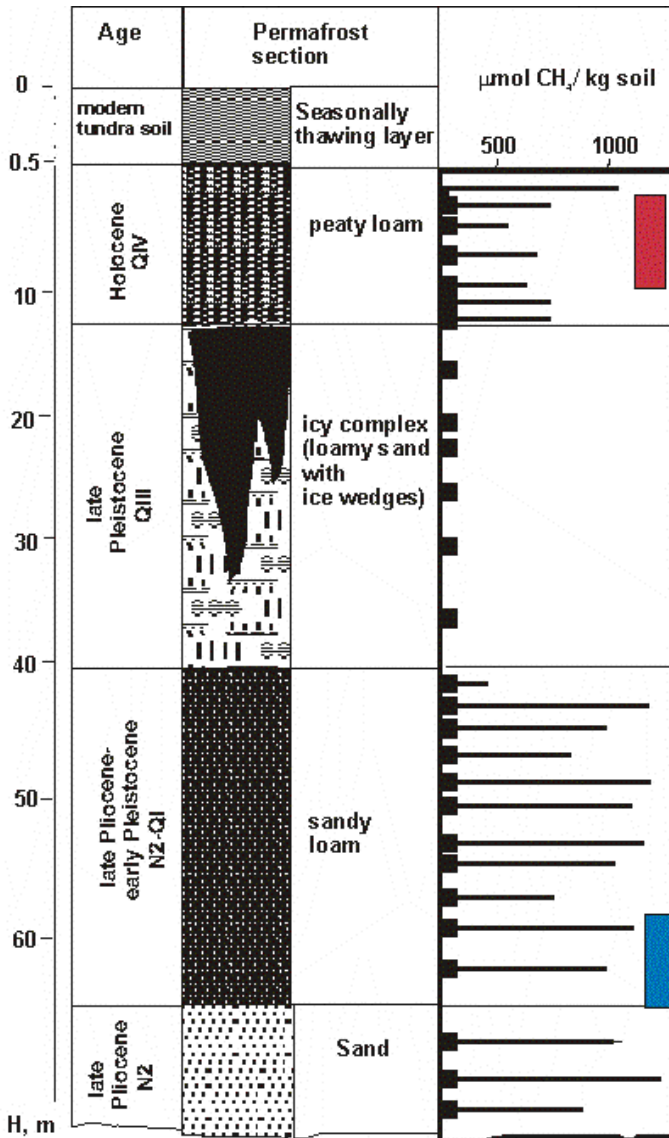 Age
Permafrost
section
μmol CH₄/ kg soil
500
1000
0
modern
tundra soil
Seasonally
thawing layer
0.5
Holocene
QIV
peaty loam
10
late
Pleistocene
QIII
icy complex
(loamy sand
with
ice wedges)
20
30
40
late Pliocene-
early Pleistocene
N2-QI
sandy
loam
50
60
late
Pliocene
N2
Sand
H, m